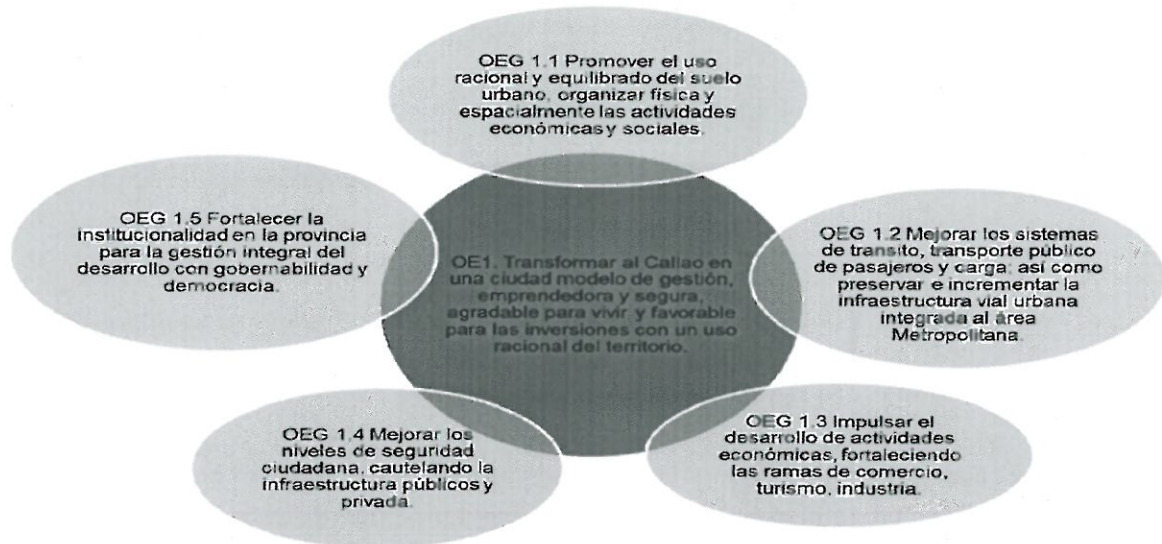 OEG 1.1 Promover el uso
racional y equilibrado del suelo
urbano, organizar física y
espacialmente las actividades
económicas y sociales.
OEG 1.5 Fortalecer la
institucionalidad en la provincia
para la gestión integral del
desarrollo con gobernabilidad y
democracia.
OE1. Transformar al Callao en
una ciudad modelo de gestión,
emprendedora y segura,
agradable para vivir y favorable
para las inversiones con un uso
racional del territorio.
OEG 1.2 Mejorar los sistemas
de transito, transporte público
de pasajeros y carga; así como
preservar e incrementar la
infraestructura vial urbana
integrada al área
Metropolitana.
OEG 1.4 Mejorar los
niveles de seguridad
ciudadana, cautelando la
infraestructura públicos y
privada.
OEG 1.3 Impulsar el
desarrollo de actividades
económicas, fortaleciendo
las ramas de comercio,
turismo, industria.